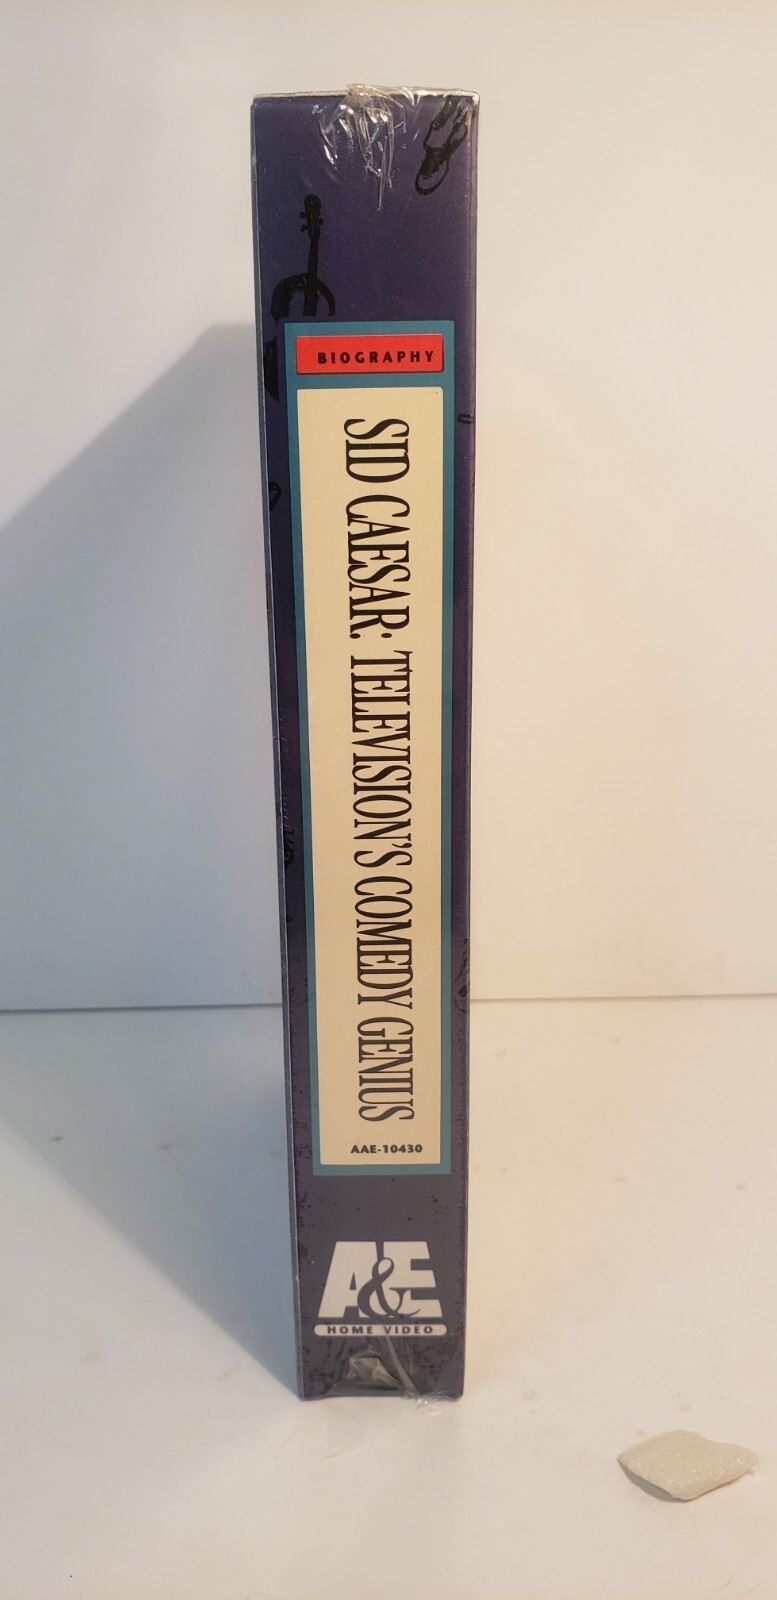 BIOGRAPHY
SID CAESAR: TELEVISION'S COMEDY GENIUS
AAE-10430
A&E
HOME VIDEO